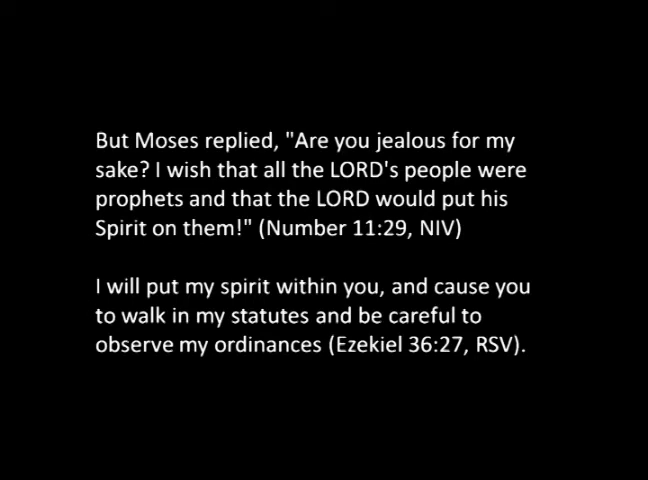 But Moses replied, "Are you jealous for my
sake? I wish that all the LORD's people were
prophets and that the LORD would put his
Spirit on them!" (Number 11:29, NIV)
I will put my spirit within you, and cause you
to walk in my statutes and be careful to
observe my ordinances (Ezekiel 36:27, RSV).